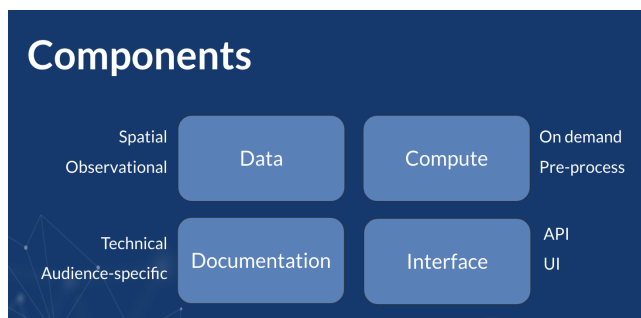 Components
Spatial
Observational
Data
Compute
On demand
Pre-process
Technical
Audience-specific
Documentation
Interface
API
UI